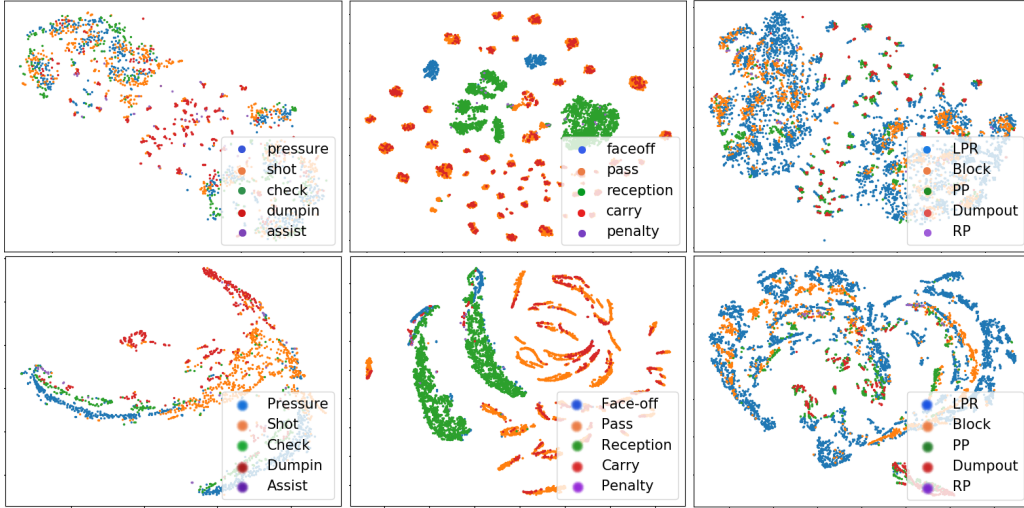 pressure
shot
check
dumpin
assist
faceoff
pass
reception
carry
penalty
LPR
Block
PP
Dumpout
RP
Pressure
Shot
Check
Dumpin
Assist
Face-off
Pass
Reception
Carry
Penalty
LPR
Block
PP
Dumpout
RP